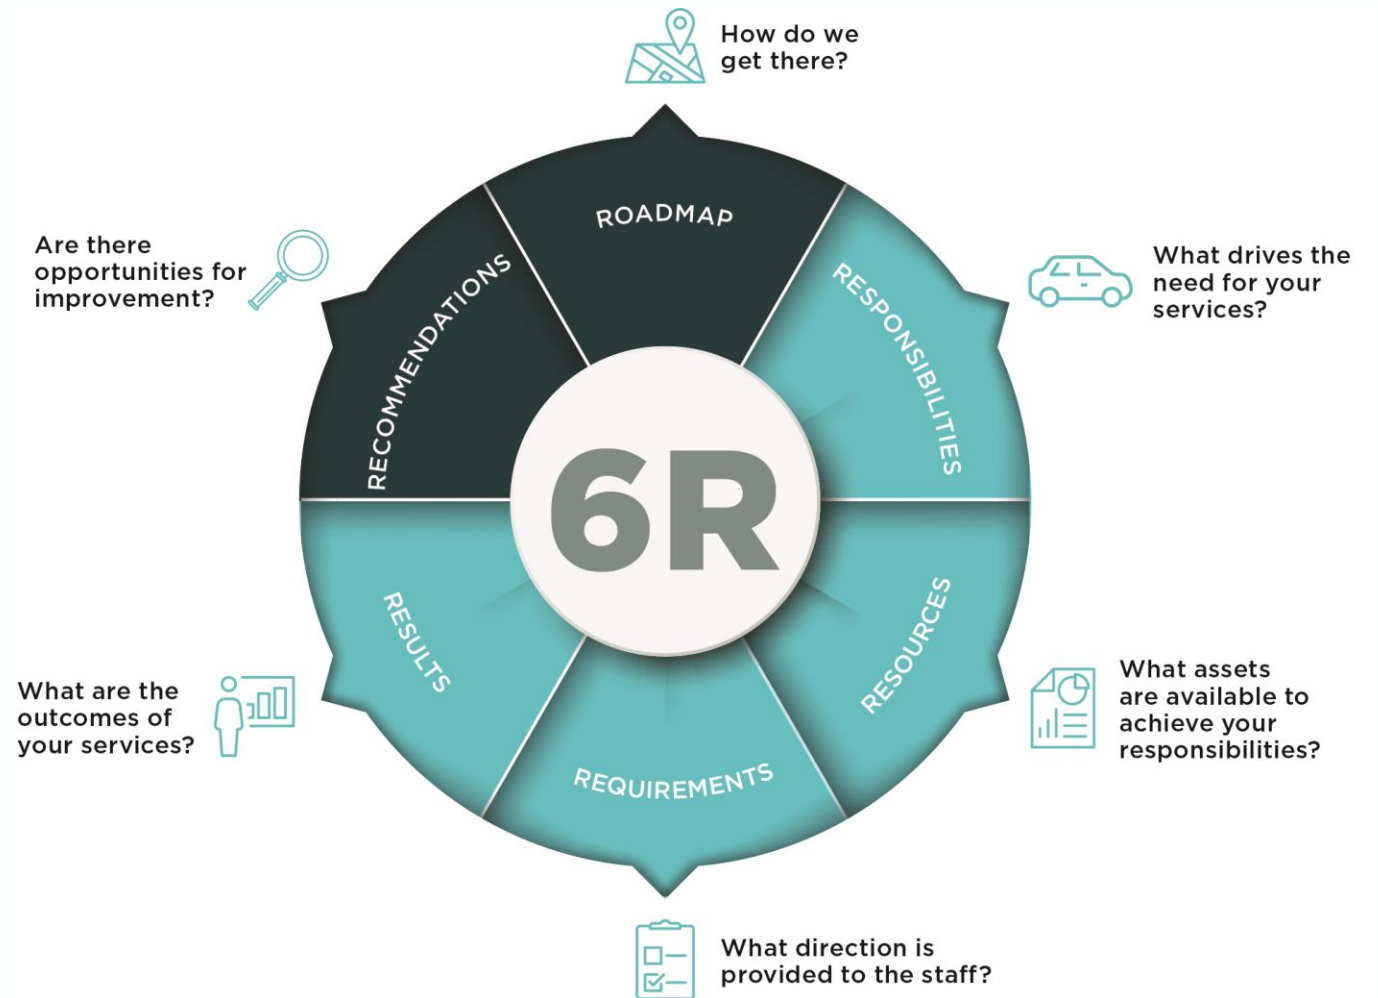 How do we
get there?
ROADMAP
Are there
opportunities for
improvement?
RECOMMENDATIONS
RESPONSIBILITIES
What drives the
need for your
services?
6R
RESULTS
RESOURCES
What are the
outcomes of
your services?
What assets
are available to
achieve your
responsibilities?
REQUIREMENTS
What direction is
provided to the staff?